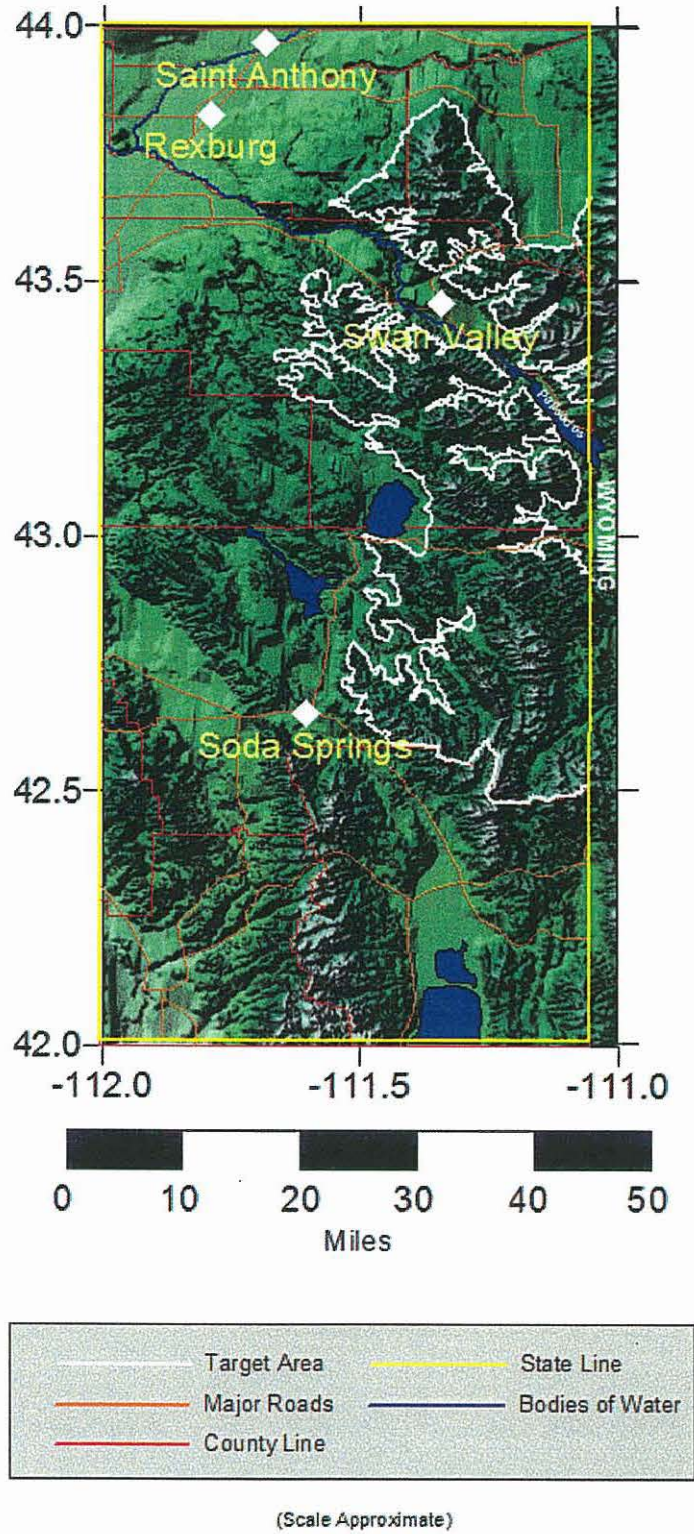 44.0
Saint Anthony
Rexburg
43.5
Swan Valley
WYOMING
43.0
Soda Springs
42.5
42.0
-112.0 -111.5 -111.0
0 10 20 30 40 50
Miles
Target Area State Line
Major Roads Bodies of Water
County Line
(Scale Approximate)